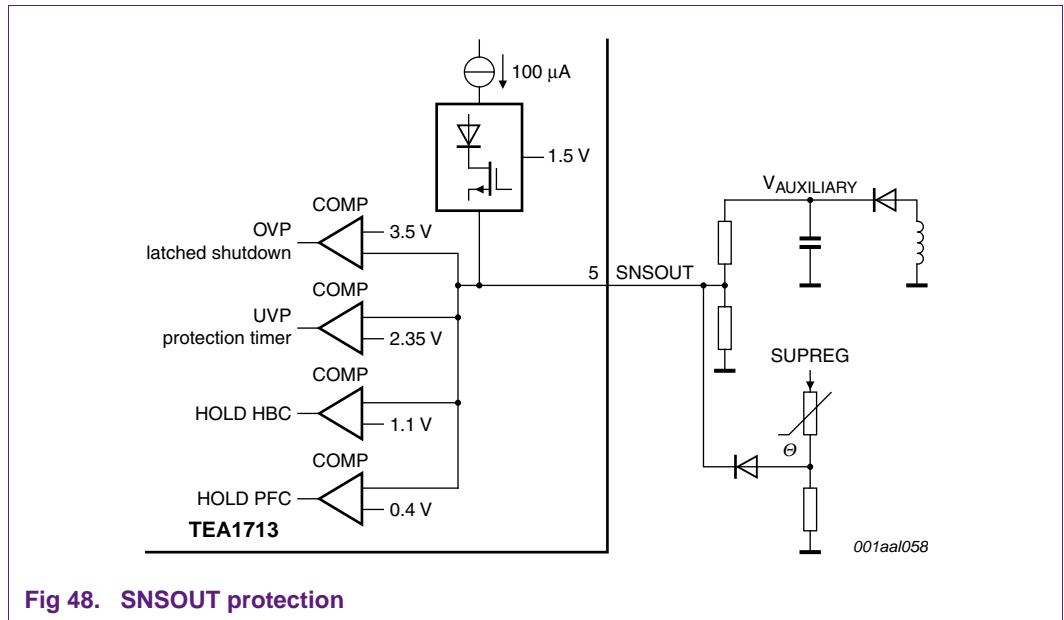 100 μA
1.5 V
COMP
OVP
latched shutdown
3.5 V
COMP
UVP
protection timer
2.35 V
COMP
HOLD HBC
1.1 V
COMP
HOLD PFC
0.4 V
TEA1713
5 SNSOUT
VAUXILIARY
SUPREG
Θ
001aal058
Fig 48. SNSOUT protection